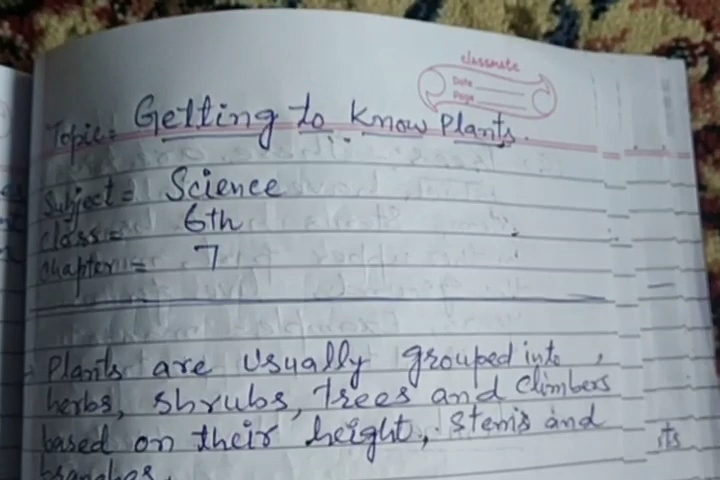 classmate
Date
Page
Topic = Getting to Know Plants.
Subject = Science
Class = 6th
Chapter = 7
Plants are usually grouped into,
herbs, shrubs, trees and climbers
based on their height, stems and
branches.
its